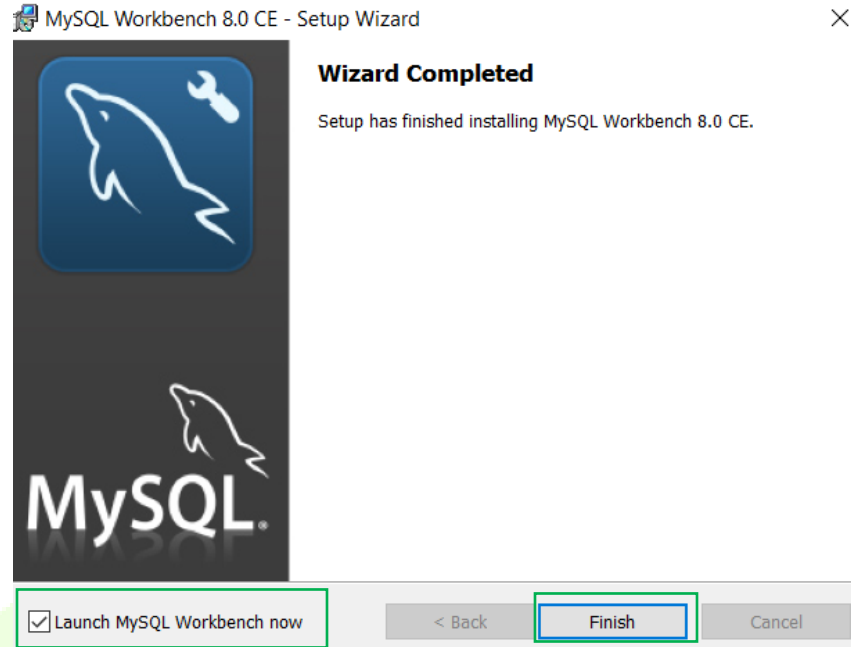 MySQL Workbench 8.0 CE - Setup Wizard
Wizard Completed
Setup has finished installing MySQL Workbench 8.0 CE.
MySQL®
Launch MySQL Workbench now
< Back
Finish
Cancel